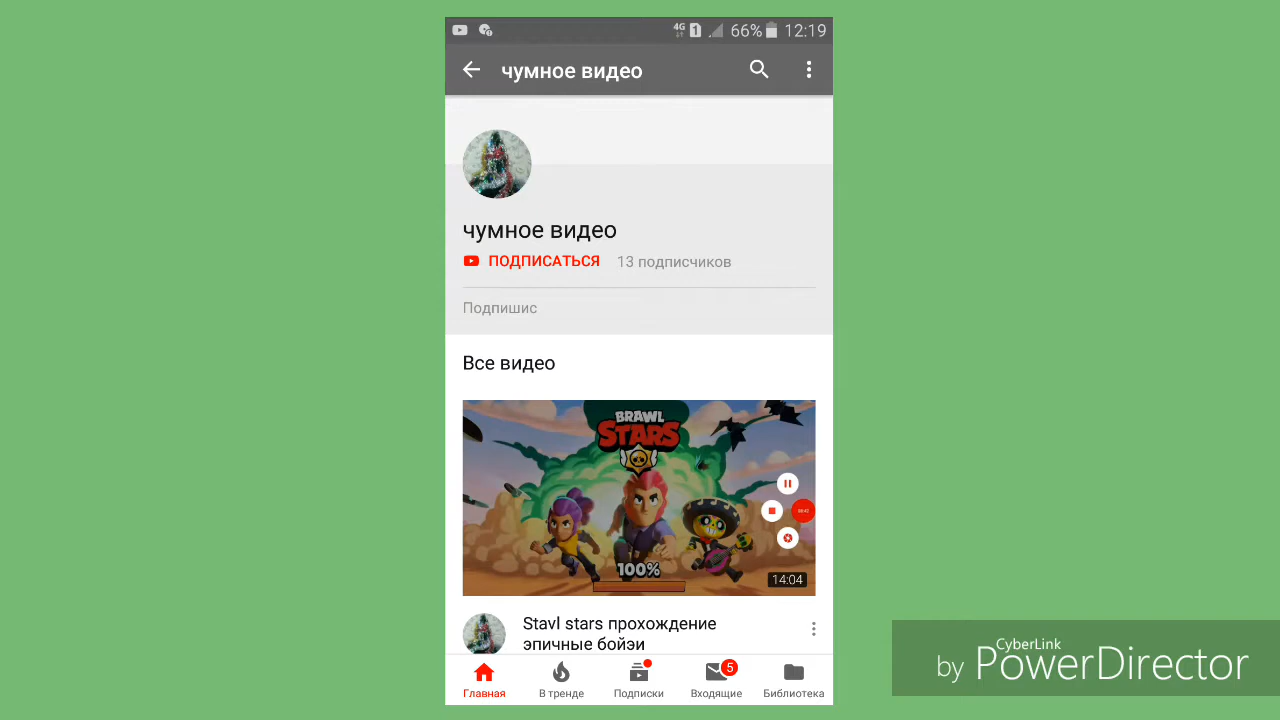 4G 1 66% 12:19
чумное видео
чумное видео
ПОДПИСАТЬСЯ 13 подписчиков
Подпишис
Все видео
BRAWL
STARS
100%
14:04
Stavl stars прохождение
эпичные бойэи
Главная В тренде Подписки Входящие 5 Библиотека
CyberLink
by PowerDirector